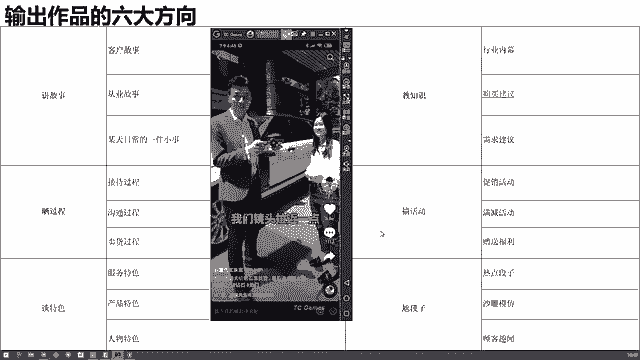 输出作品的六大方向
讲故事
客户故事
从业故事
某天日常的一件小事
教知识
行业内幕
购买建议
需求建议
晒过程
接待过程
沟通过程
卖货过程
搞活动
促销活动
满减活动
赠送福利
谈特色
服务特色
产品特色
人物特色
拍段子
热点段子
沙雕模仿
顾客趣闻
TC Games
我们镜头
一点
TC Games